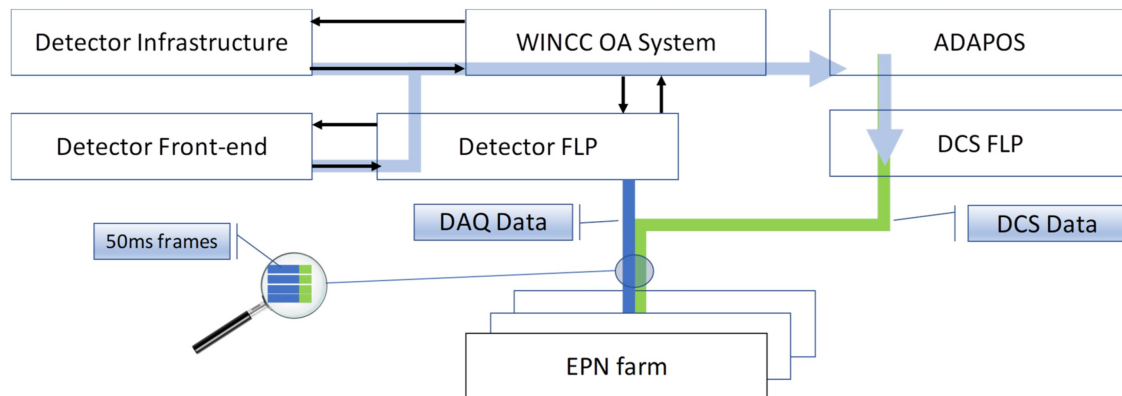 Detector Infrastructure
WINCC OA System
ADAPOS
Detector Front-end
Detector FLP
DCS FLP
DAQ Data
DCS Data
50ms frames
EPN farm